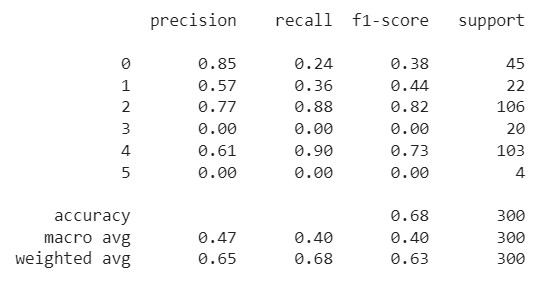 precision recall f1-score support
0 0.85 0.24 0.38 45
1 0.57 0.36 0.44 22
2 0.77 0.88 0.82 106
3 0.00 0.00 0.00 20
4 0.61 0.90 0.73 103
5 0.00 0.00 0.00 4
accuracy 0.68 300
macro avg 0.47 0.40 0.40 300
weighted avg 0.65 0.68 0.63 300